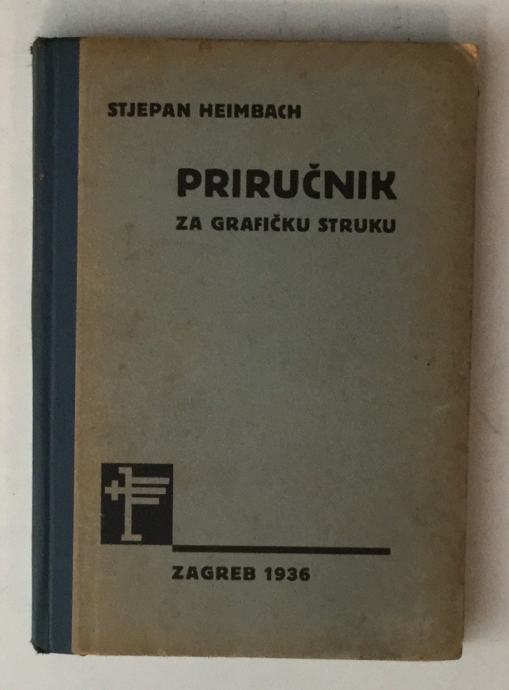 STJEPAN HEIMBACH
PRIRUČNIK
ZA GRAFIČKU STRUKU
ZAGREB 1936